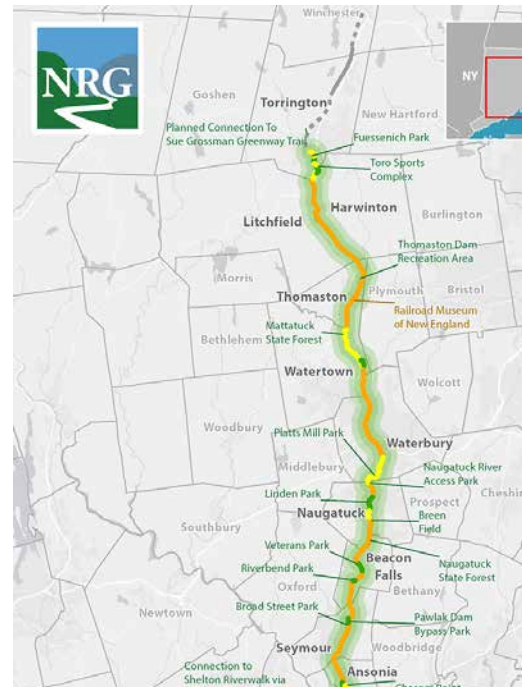 Winchester
NRG
NY
Goshen
Torrington
New Hartford
Planned Connection To
Sue Grossman Greenway Trail
Fuessenich Park
Toro Sports
Complex
Harwinton
Burlington
Litchfield
Thomaston Dam
Recreation Area
Morris
Plymouth
Bristol
Thomaston
Railroad Museum
of New England
Mattatuck
State Forest
Bethlehem
Watertown
Wolcott
Woodbury
Platts Mill Park
Waterbury
Middlebury
Naugatuck River
Access Park
Linden Park
Prospect
Naugatuck
Breen
Field
Southbury
Veterans Park
Beacon
Falls
Naugatuck
State Forest
Riverbend Park
Oxford
Bethany
Newtown
Broad Street Park
Pawlak Dam
Bypass Park
Seymour
Woodbridge
Connection to
Shelton Riverwalk via
Ansonia